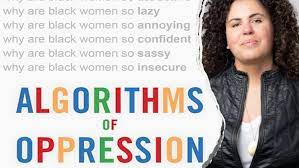 why are black women so lazy
why are black women so annoying
why are black women so confident
why are black women so sassy
why are black women so insecure
ALGORITHMS
OF
OPPRESSION